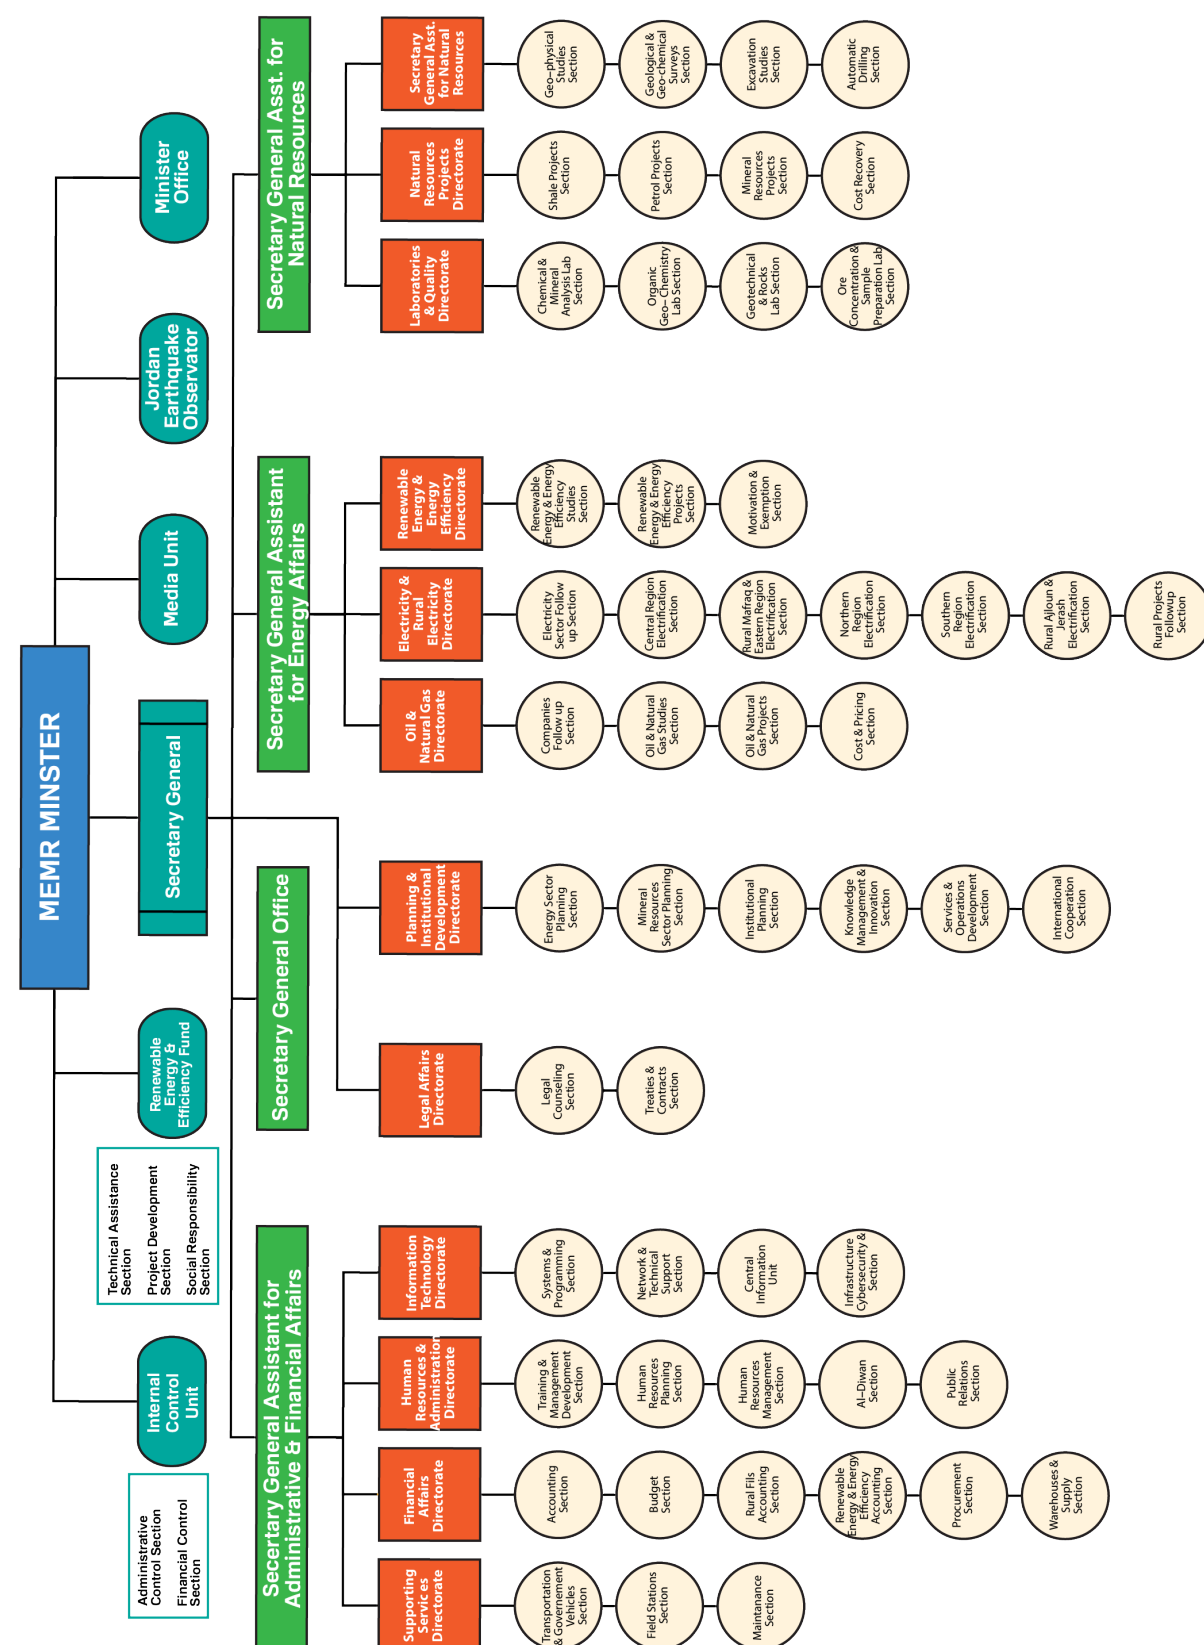 MEMR MINSTER
Internal
Control
Unit
Administrative
Control Section
Financial Control
Section
Renewable
Energy &
Efficiency Fund
Technical Assistance
Section
Project Development
Section
Social Responsibility
Section
Secretary General
Media Unit
Jordan
Earthquake
Observator
Minister
Office
Secertary General Assistant for
Administrative & Financial Affairs
Secretary General Office
Secretary General Assistant
for Energy Affairs
Secretary General Asst. for
Natural Resources
Supporting
Servic es
Directorate
Transportation
& Governement
Vehicles
Section
Field Stations
Section
Maintanance
Section
Financial
Affairs
Directorate
Accounting
Section
Budget
Section
Rural Fils
Accounting
Section
Renewable
Energy & Energy
Efficiency
Accounting
Section
Procurement
Section
Warehouses &
Supply
Section
Human
Resources &
Administration
Directorate
Training &
Management
Development
Section
Human
Resources
Planning
Section
Human
Resources
Management
Section
Al–Diwan
Section
Public
Relations
Section
Information
Technology
Directorate
Systems &
Programming
Section
Network &
Technical
Support
Section
Central
Information
Unit
Infrastructure
Cybersecurity &
Section
Legal Affairs
Directorate
Legal
Counseling
Section
Treaties &
Contracts
Section
Planning &
Institutional
Development
Directorate
Energy Sector
Planning
Section
Mineral
Resources
Sector Planning
Section
Institutional
Planning
Section
Knowledge
Management &
Innovation
Section
Services &
Operations
Development
Section
International
Cooperation
Section
Oil &
Natural Gas
Directorate
Companies
Follow up
Section
Oil & Natural
Gas Studies
Section
Oil & Natural
Gas Projects
Section
Cost & Pricing
Section
Electricity &
Rural
Electricity
Directorate
Electricity
Sector Follow
up Section
Central Region
Electrification
Section
Rural Mafraq &
Eastern Region
Electrification
Section
Northern
Region
Electrification
Section
Southern
Region
Electrification
Section
Rural Ajloun &
Jerash
Electrification
Section
Rural Projects
Followup
Section
Renewable
Energy &
Energy
Efficiency
Directorate
Renewable
Energy & Energy
Efficiency
Studies
Section
Renewable
Energy & Energy
Efficiency
Projects
Section
Motivation &
Exemption
Section
Laboratories
& Quality
Directorate
Chemical &
Mineral
Analysis Lab
Section
Organic
Geo– Chemistry
Lab Section
Geotechnical
& Rocks
Lab Section
Ore
Concentration &
Sample
Preparation Lab
Section
Natural
Resources
Projects
Directorate
Shale Projects
Section
Petrol Projects
Section
Mineral
Resources
Projects
Section
Cost Recovery
Section
Secretary
General Asst.
for Natural
Resources
Geo–physical
Studies
Section
Geological &
Geo-chemical
Surveys
Section
Excavation
Studies
Section
Automatic
Drilling
Section